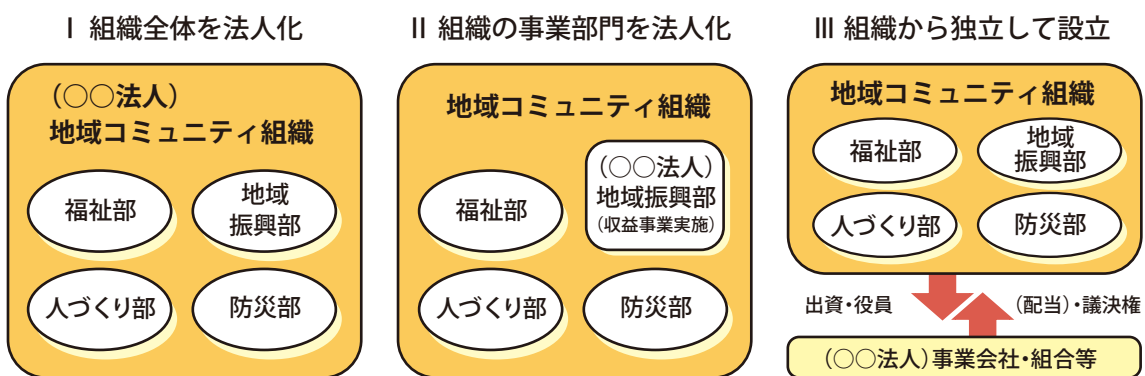 Ⅰ 組織全体を法人化
(○○法人)
地域コミュニティ組織
福祉部
地域
振興部
人づくり部
防災部
Ⅱ 組織の事業部門を法人化
地域コミュニティ組織
福祉部
(○○法人)
地域振興部
(収益事業実施)
人づくり部
防災部
Ⅲ 組織から独立して設立
地域コミュニティ組織
福祉部
地域
振興部
人づくり部
防災部
出資・役員
(配当)・議決権
(○○法人)事業会社・組合等